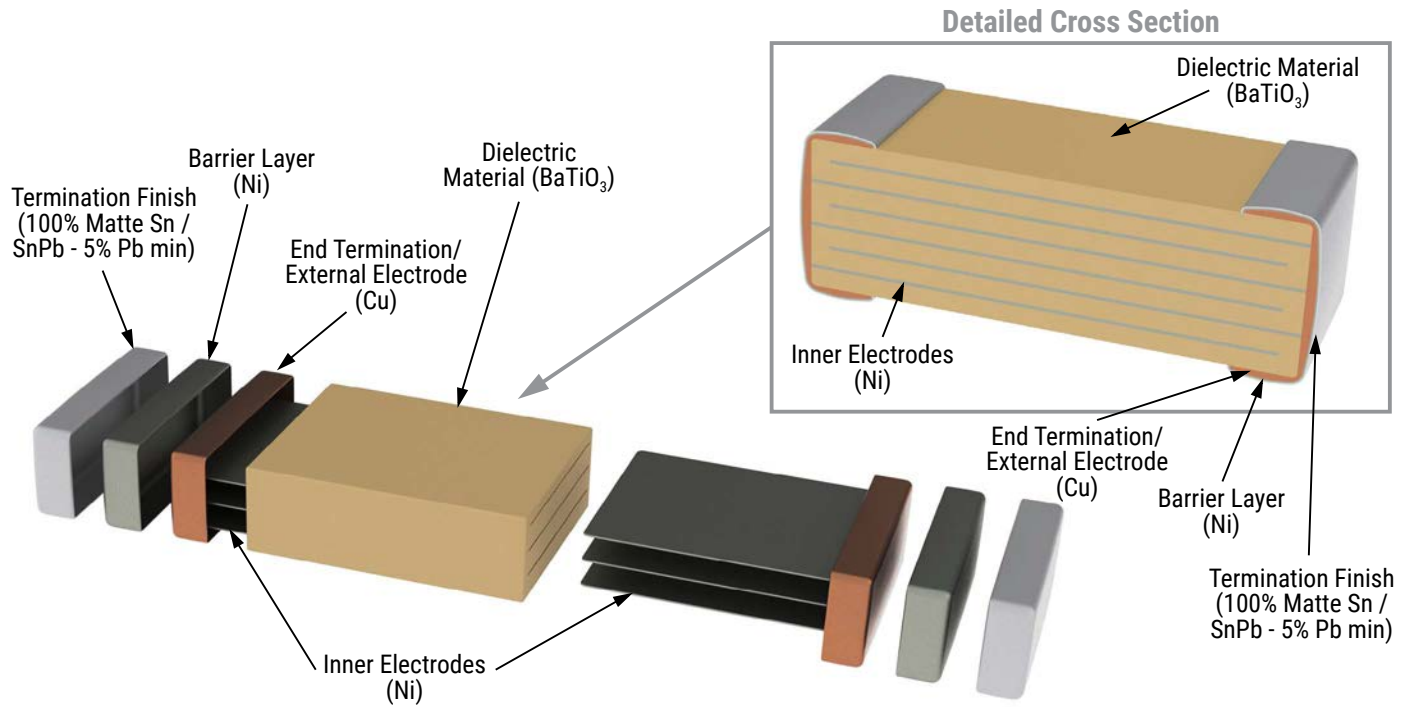 Detailed Cross Section
Dielectric Material
(BaTiO₃)
Inner Electrodes
(Ni)
End Termination/
External Electrode
(Cu)
Barrier Layer
(Ni)
Termination Finish
(100% Matte Sn /
SnPb - 5% Pb min)
Termination Finish
(100% Matte Sn /
SnPb - 5% Pb min)
Barrier Layer
(Ni)
End Termination/
External Electrode
(Cu)
Dielectric
Material (BaTiO₃)
Inner Electrodes
(Ni)